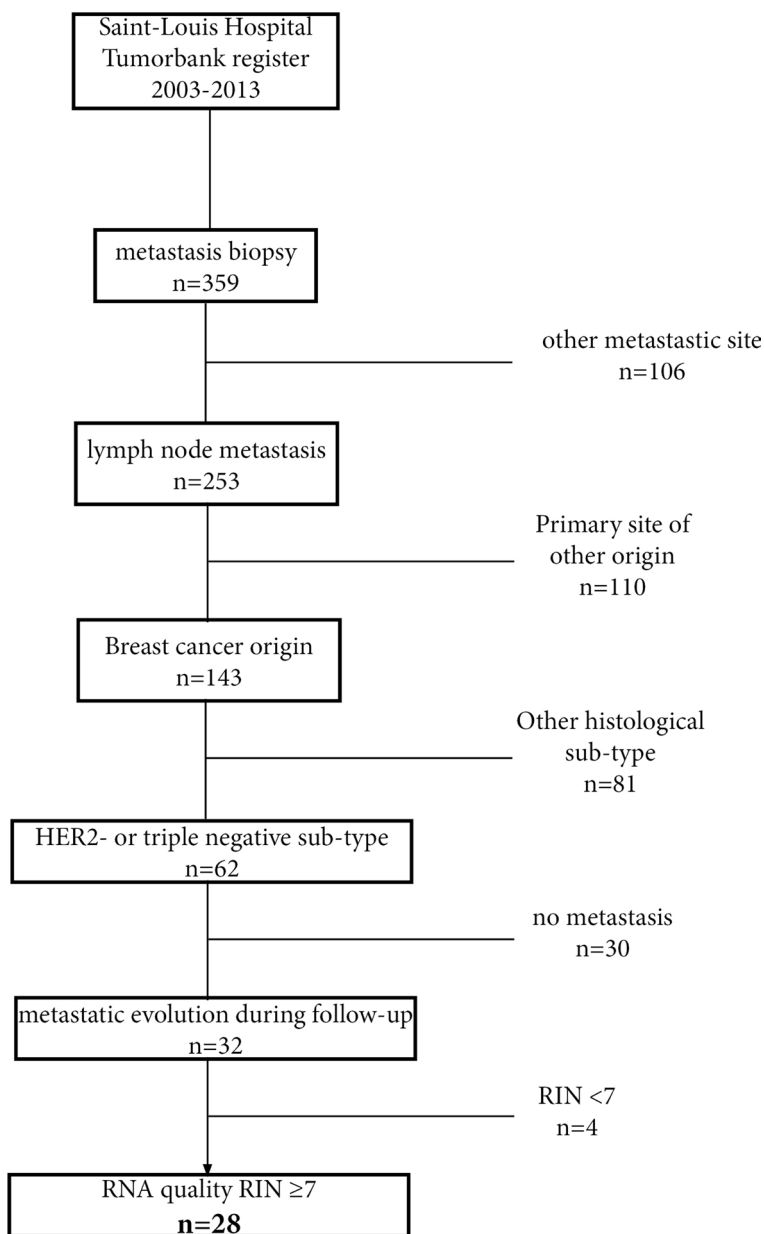 Saint-Louis Hospital
Tumorbank register
2003-2013
metastasis biopsy
n=359
other metastastic site
n=106
lymph node metastasis
n=253
Primary site of
other origin
n=110
Breast cancer origin
n=143
Other histological
sub-type
n=81
HER2- or triple negative sub-type
n=62
no metastasis
n=30
metastatic evolution during follow-up
n=32
RIN <7
n=4
RNA quality RIN ≥7
n=28